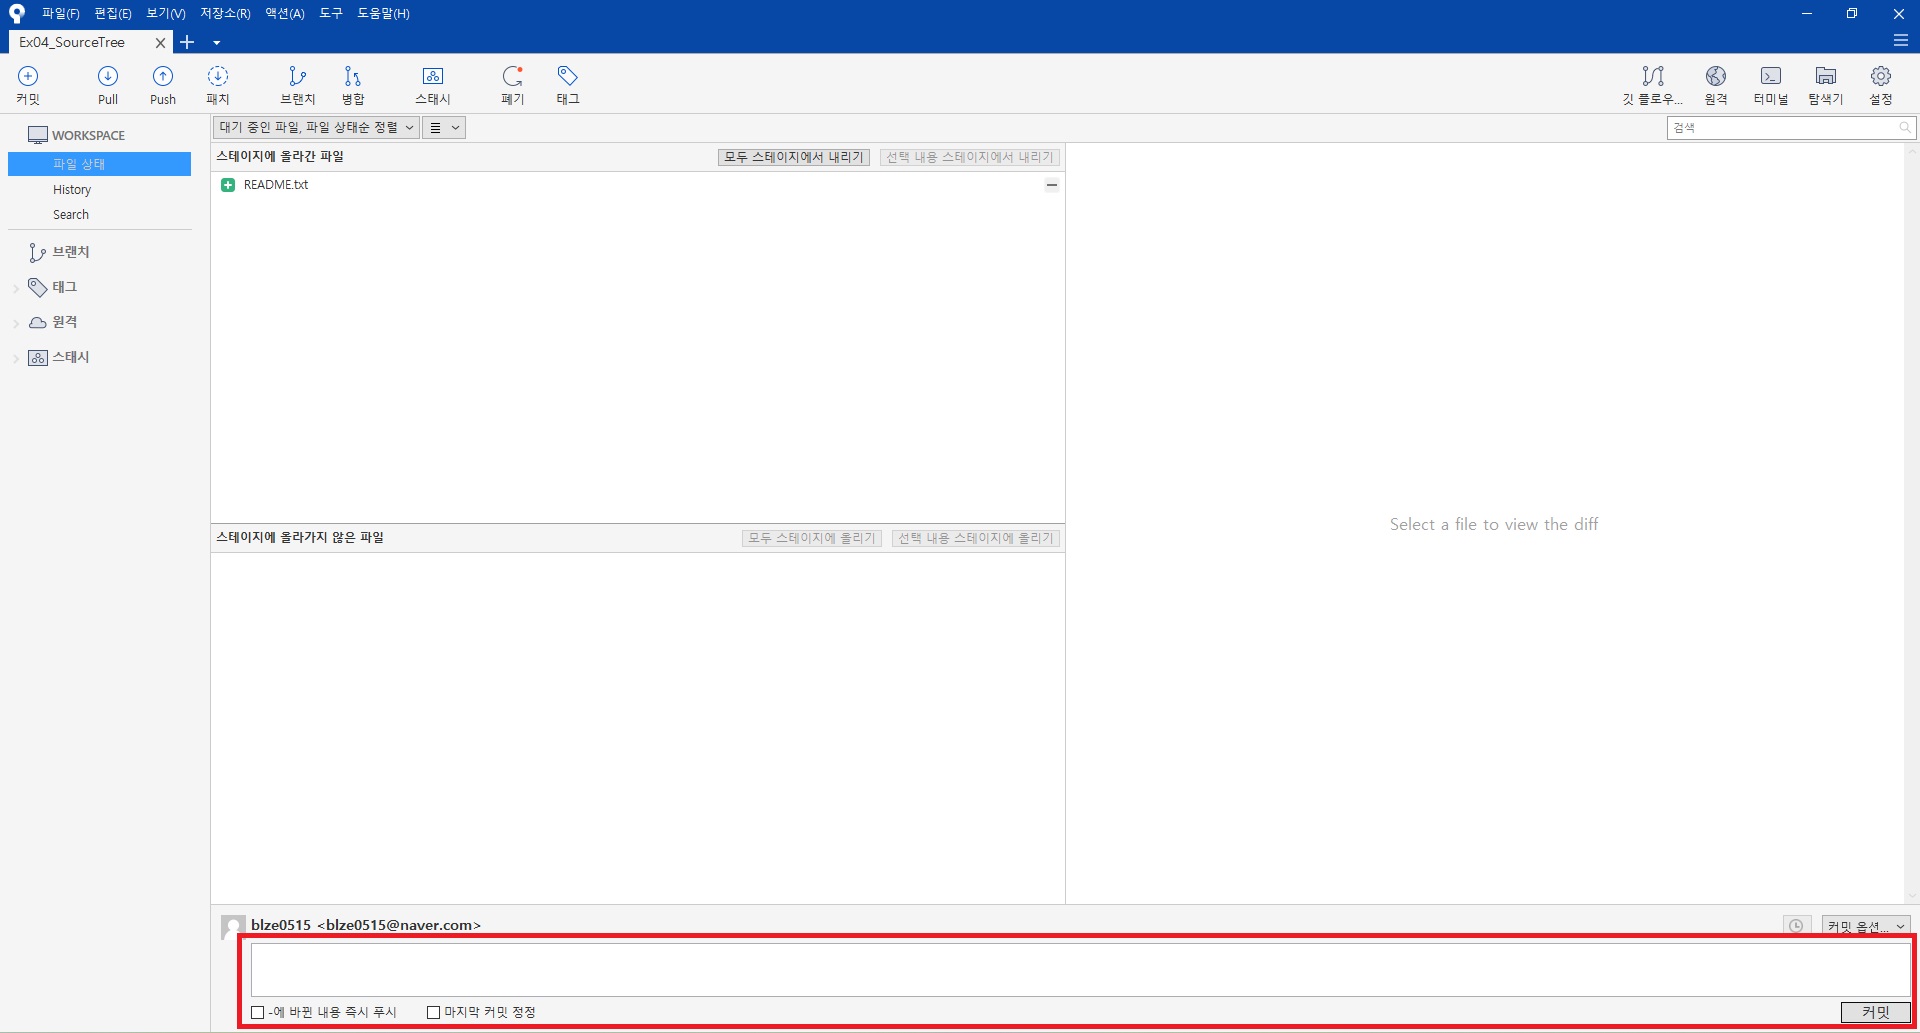 파일(F) 편집(E) 보기(V) 저장소(R) 액션(A) 도구 도움말(H)
Ex04_SourceTree
커밋 Pull Push 패치 브랜치 병합 스태시 폐기 태그 깃 플로우... 원격 터미널 탐색기 설정
WORKSPACE
파일 상태
History
Search
브랜치
태그
원격
스태시
대기 중인 파일, 파일 상태순 정렬
검색
스테이지에 올라간 파일 모두 스테이지에서 내리기 선택 내용 스테이지에서 내리기
README.txt
Select a file to view the diff
스테이지에 올라가지 않은 파일 모두 스테이지에 올리기 선택 내용 스테이지에 올리기
blze0515 <blze0515@naver.com> 커밋 옵션...
-에 바뀐 내용 즉시 푸시 마지막 커밋 정정 커밋